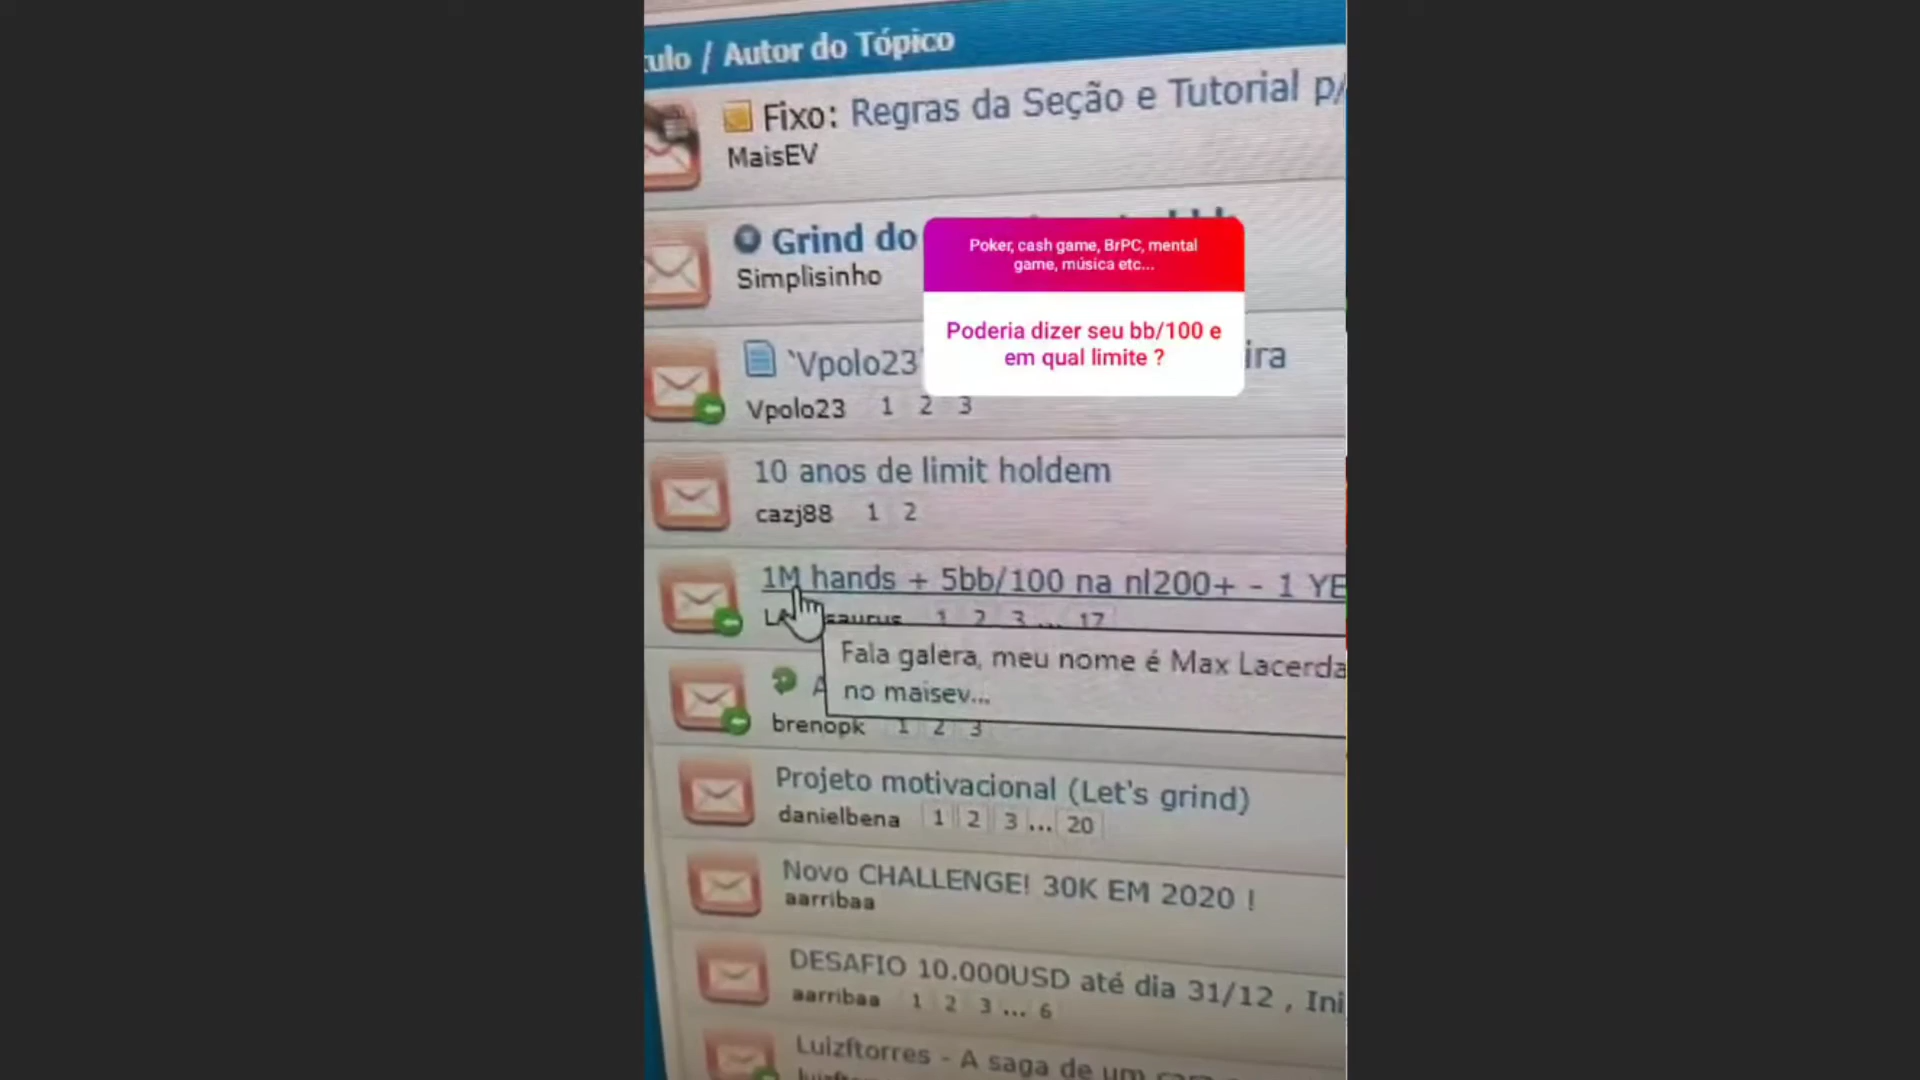 tulo / Autor do Tópico
Fixo: Regras da Seção e Tutorial p/
MaisEV
Grind do
Simplisinho
Poker, cash game, BrPC, mental
game, música etc...
Poderia dizer seu bb/100 e
em qual limite ?
`Vpolo23 ira
Vpolo23 1 2 3
10 anos de limit holdem
cazj88 1 2
1M hands + 5bb/100 na nl200+ - 1 YE
saurus 1 2 3 ... 17
Fala galera, meu nome é Max Lacerda
no maisev...
A
brenopk 1 2 3
Projeto motivacional (Let's grind)
danielbena 1 2 3 ... 20
Novo CHALLENGE! 30K EM 2020 !
aarribaa
DESAFIO 10.000USD até dia 31/12 , Ini
aarribaa 1 2 3 ... 6
Luizftorres - A saga de um